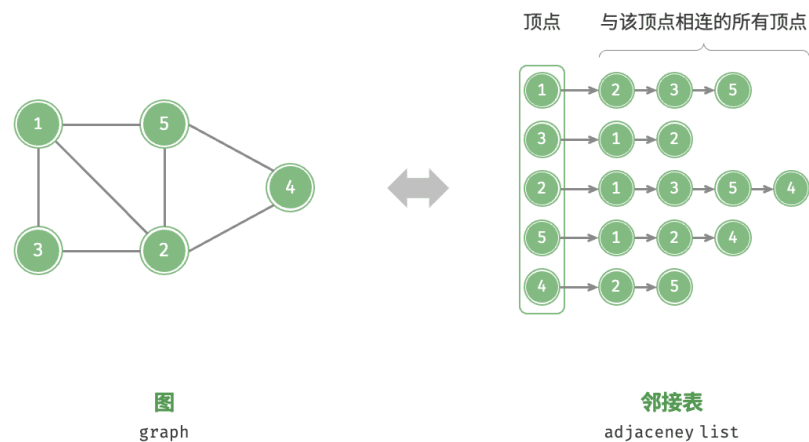 顶点 与该顶点相连的所有顶点
1 5 4 3 2
1 2 3 5
3 1 2
2 1 3 5 4
5 1 2 4
4 2 5
图
graph
邻接表
adjaceney list